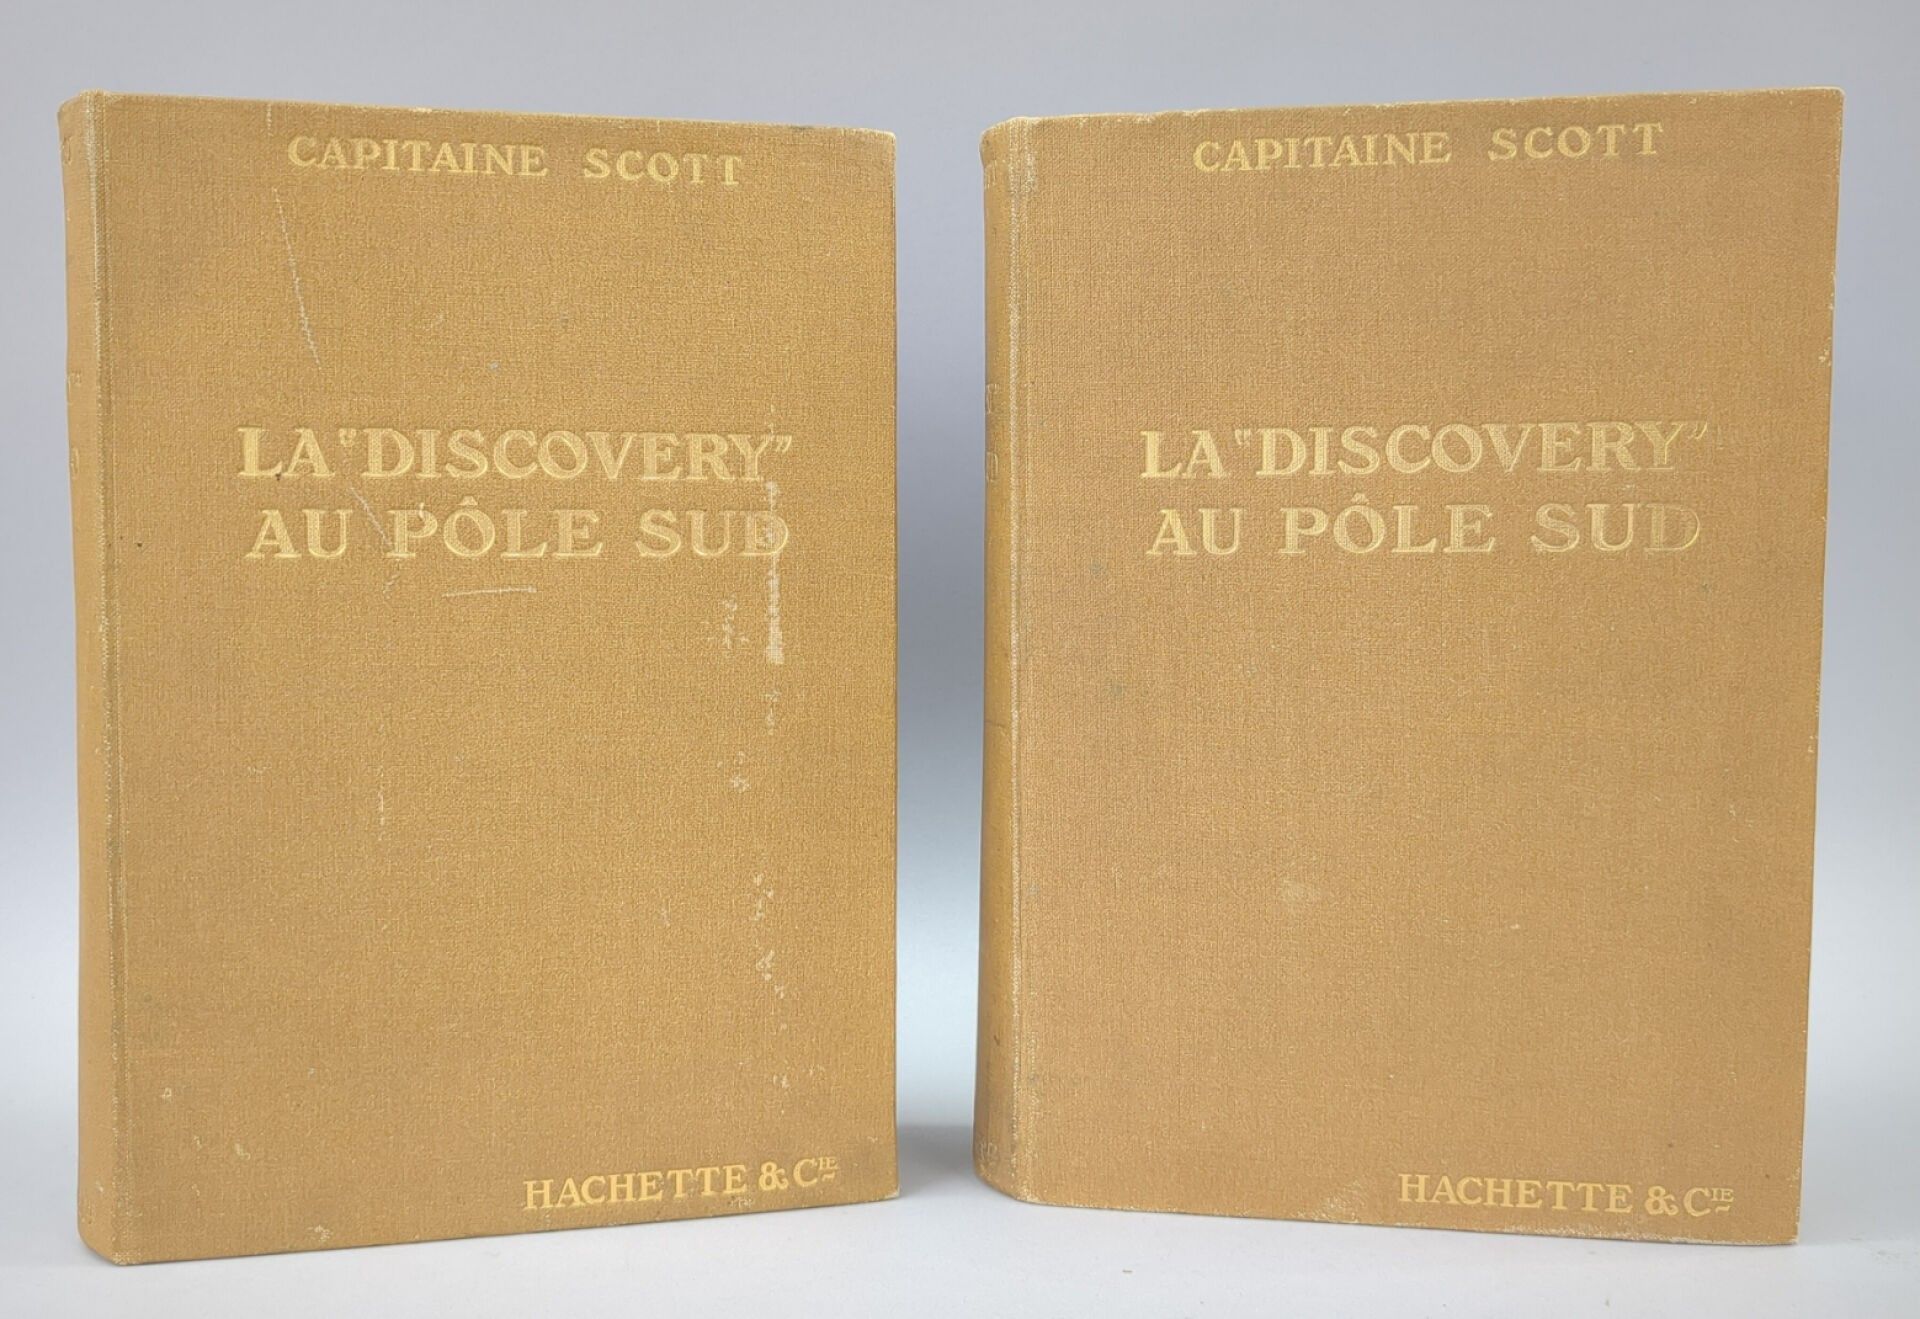 CAPITAINE SCOTT
LA "DISCOVERY"
AU PÔLE SUD
HACHETTE & CIE
CAPITAINE SCOTT
LA "DISCOVERY"
AU PÔLE SUD
HACHETTE & CIE